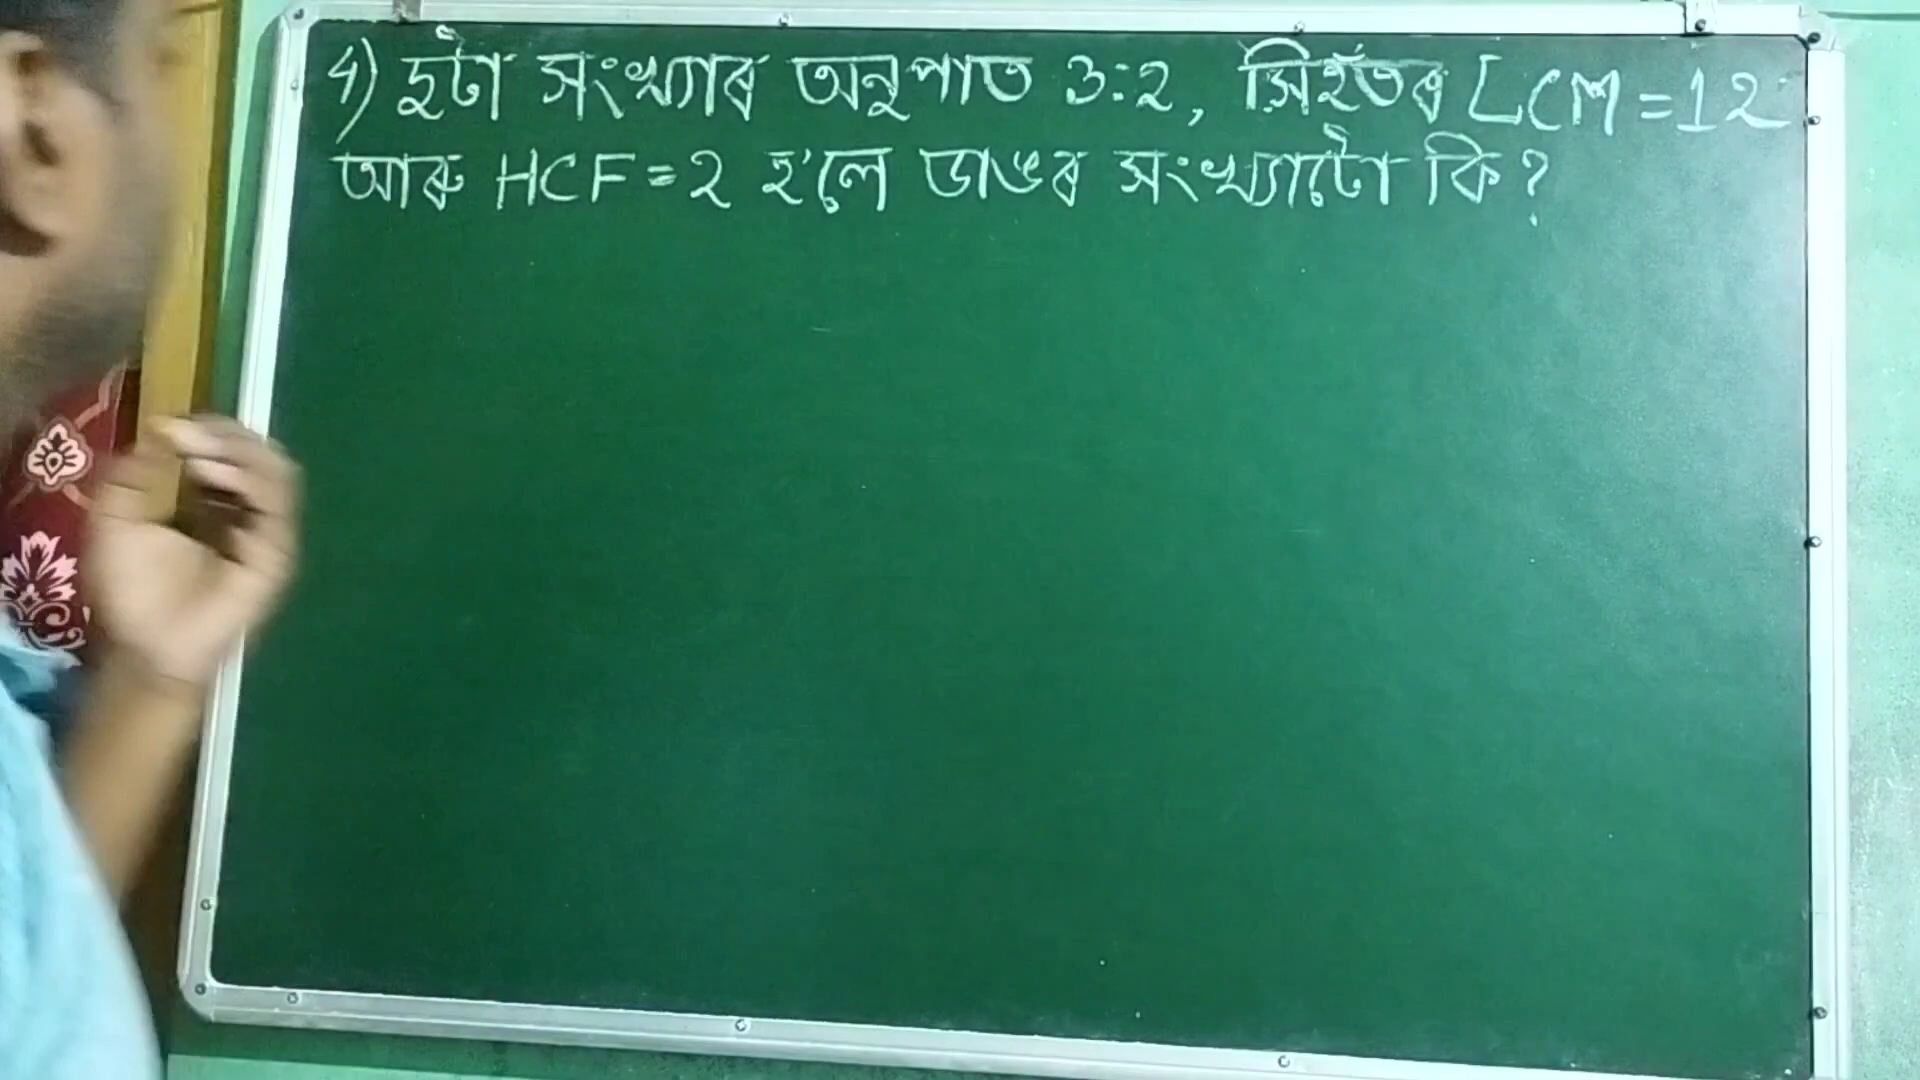 4) দুটা সংখ্যাৰ অনুপাত 3:2, সিহঁতৰ LCM = 12
আৰু HCF = 2 হ'লে ডাঙৰ সংখ্যাটো কি?